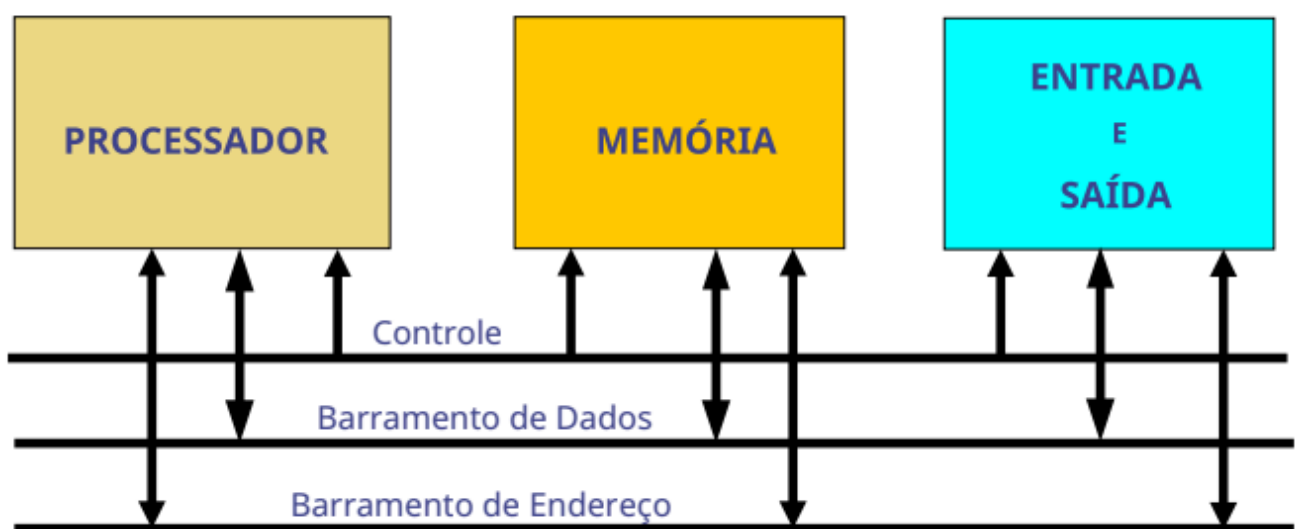 PROCESSADOR
MEMÓRIA
ENTRADA
E
SAÍDA
Controle
Barramento de Dados
Barramento de Endereço